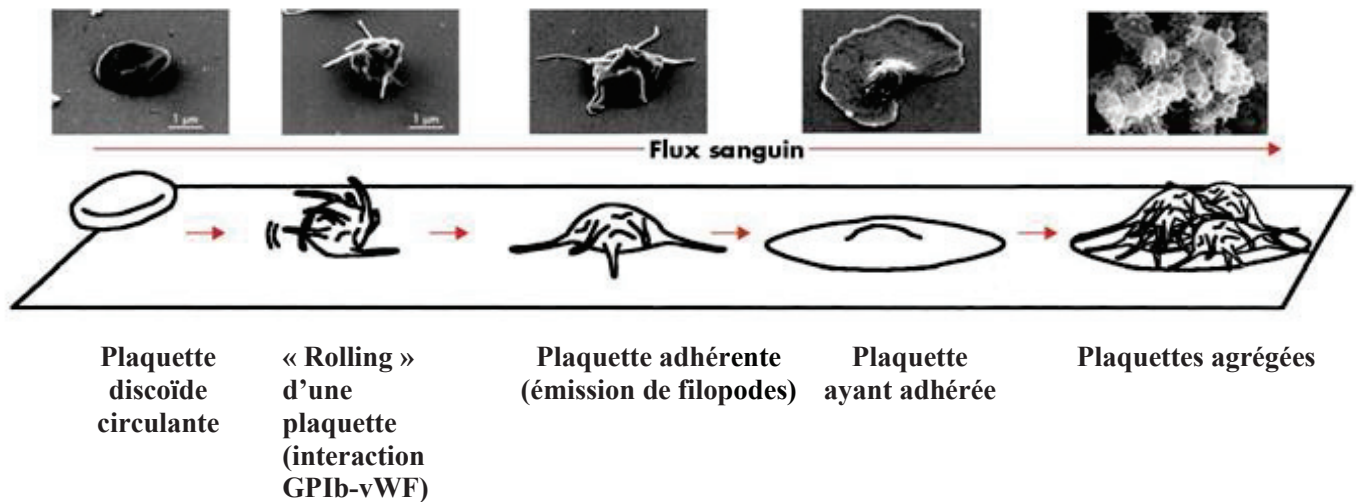 1 µm
1 µm
Flux sanguin
Plaquette
discoïde
circulante
« Rolling »
d’une
plaquette
(interaction
GPIb-vWF)
Plaquette adhérente
(émission de filopodes)
Plaquette
ayant adhérée
Plaquettes agrégées